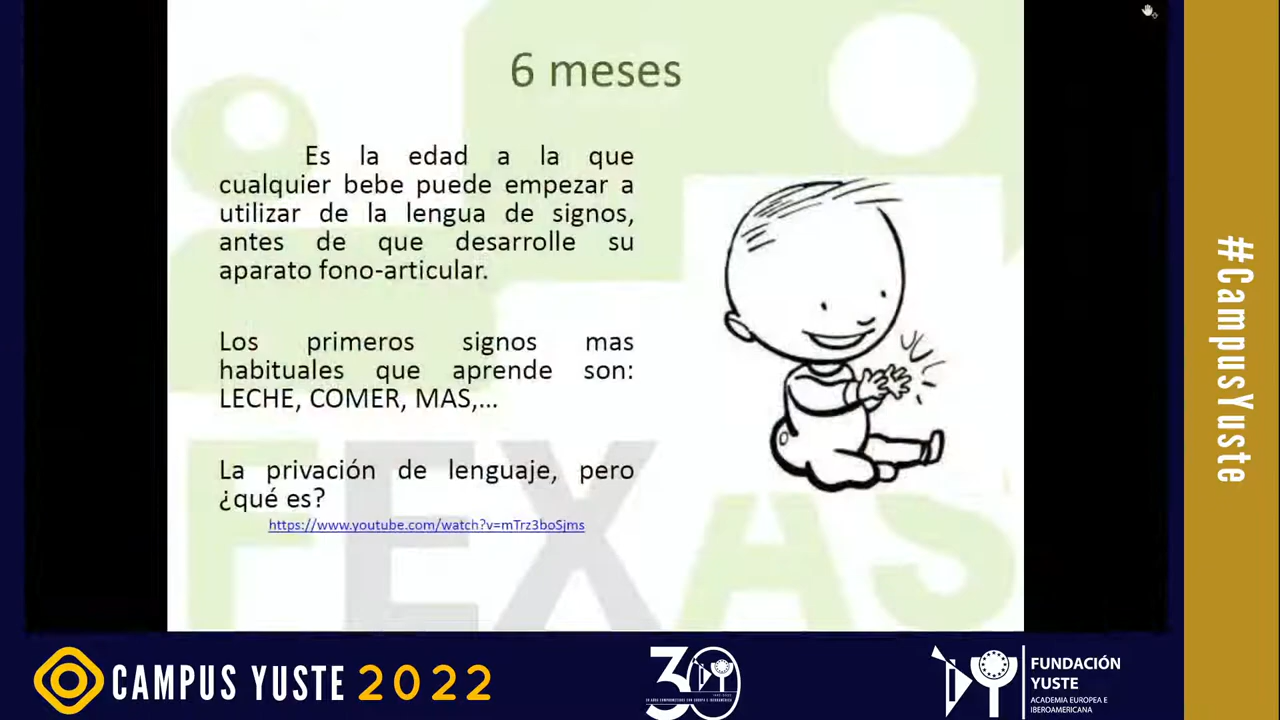 6 meses
Es la edad a la que
cualquier bebe puede empezar a
utilizar de la lengua de signos,
antes de que desarrolle su
aparato fono-articular.
Los primeros signos mas
habituales que aprende son:
LECHE, COMER, MAS,...
La privación de lenguaje, pero
¿qué es?
https://www.youtube.com/watch?v=mTrz3boSjms
FEXAS
#CampusYuste
CAMPUS YUSTE 2022
30
FUNDACIÓN
YUSTE
ACADEMIA EUROPEA E
IBEROAMERICANA